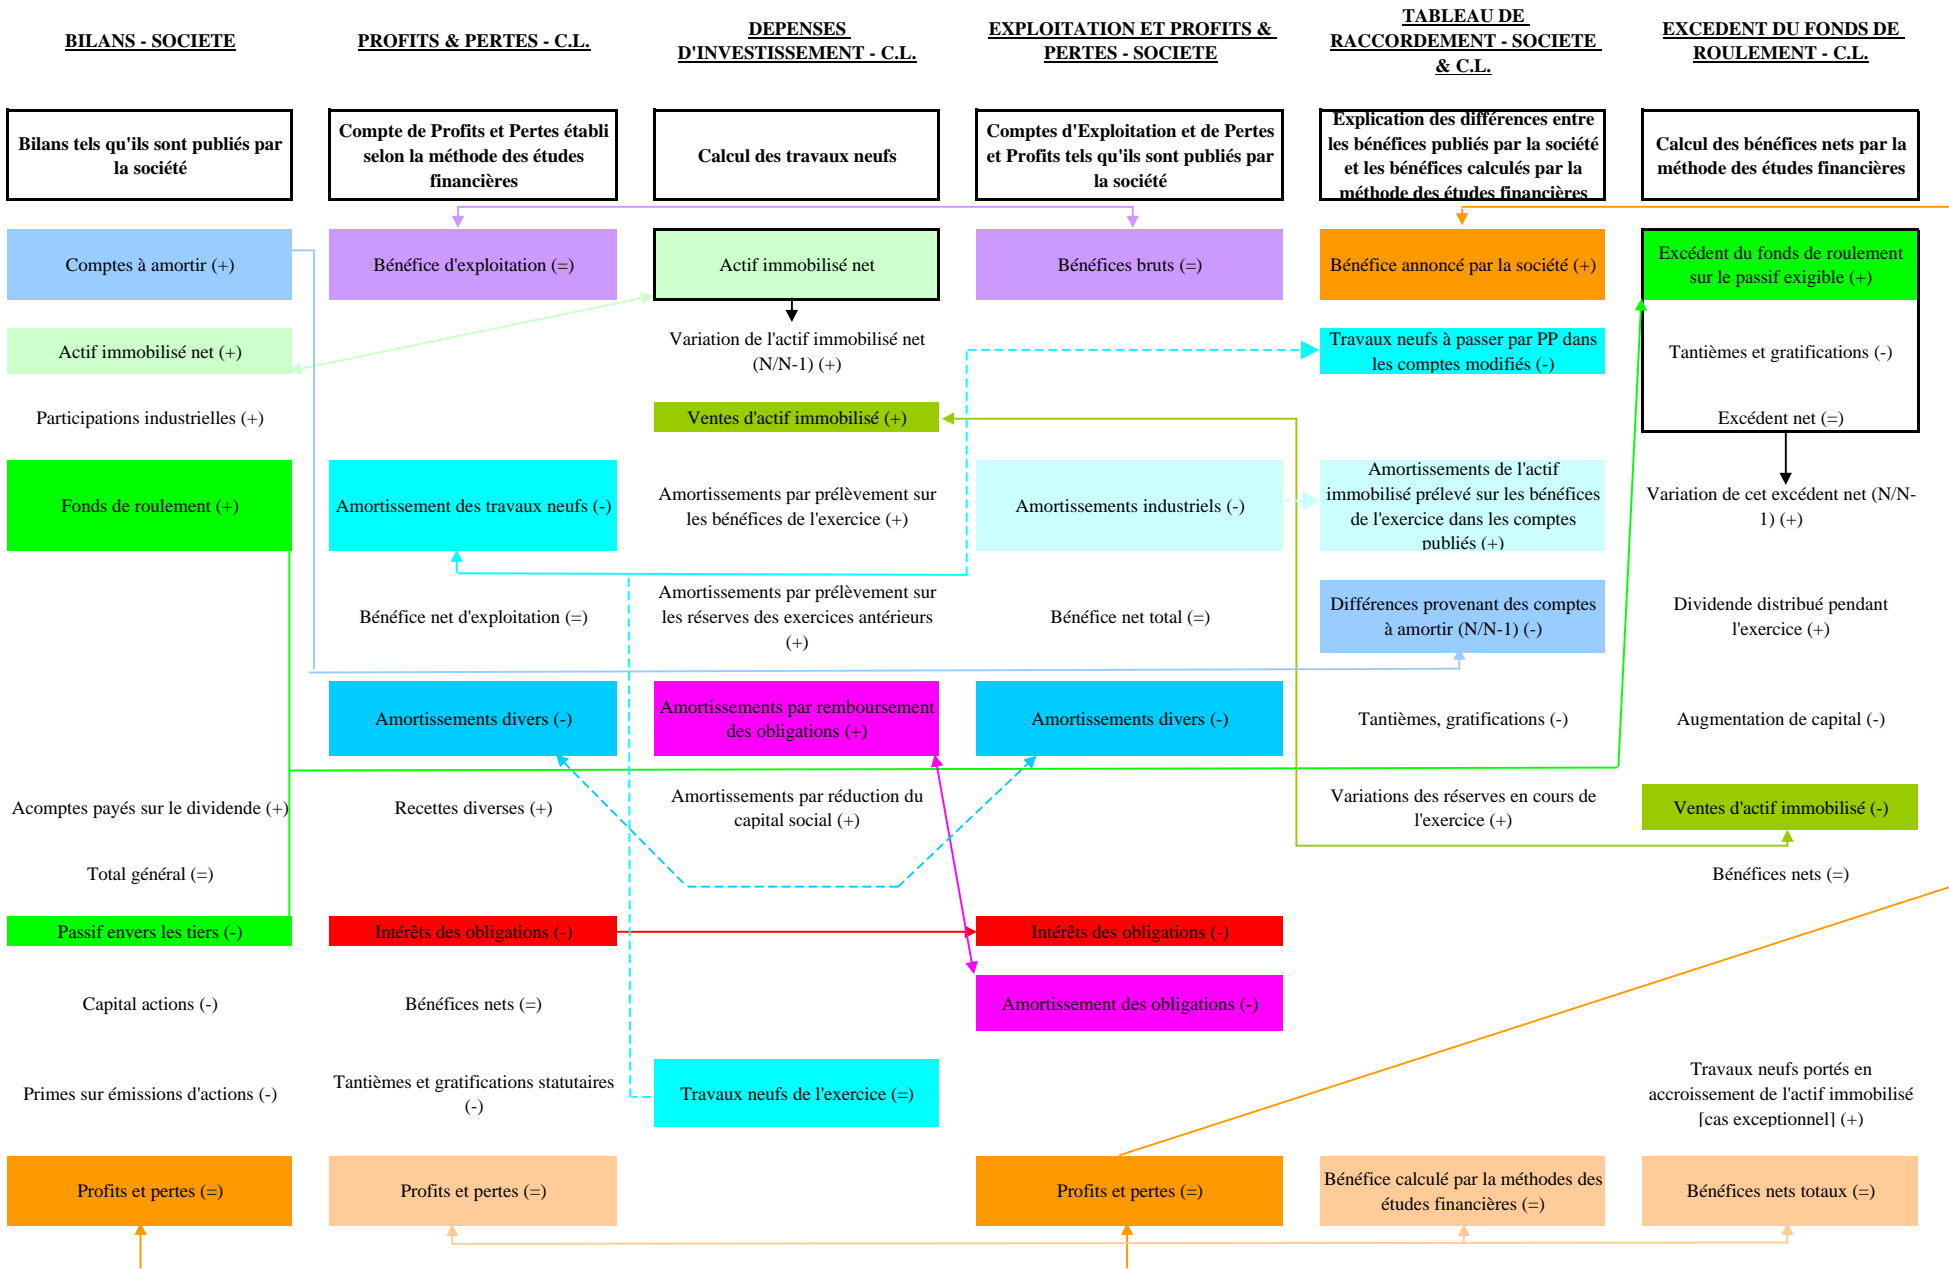 BILANS - SOCIETE
PROFITS & PERTES - C.L.
DEPENSES
D'INVESTISSEMENT - C.L.
EXPLOITATION ET PROFITS &
PERTES - SOCIETE
TABLEAU DE
RACCORDEMENT - SOCIETE
& C.L.
EXCEDENT DU FONDS DE
ROULEMENT - C.L.
Bilans tels qu'ils sont publiés par
la société
Compte de Profits et Pertes établi
selon la méthode des études
financières
Calcul des travaux neufs
Comptes d'Exploitation et de Pertes
et Profits tels qu'ils sont publiés par
la société
Explication des différences entre
les bénéfices publiés par la société
et les bénéfices calculés par la
méthode des études financières
Calcul des bénéfices nets par la
méthode des études financières
Comptes à amortir (+)
Bénéfice d'exploitation (=)
Actif immobilisé net
Bénéfices bruts (=)
Bénéfice annoncé par la société (+)
Excédent du fonds de roulement
sur le passif exigible (+)
Actif immobilisé net (+)
Variation de l'actif immobilisé net
(N/N-1) (+)
Travaux neufs à passer par PP dans
les comptes modifiés (-)
Tantièmes et gratifications (-)
Participations industrielles (+)
Ventes d'actif immobilisé (+)
Excédent net (=)
Fonds de roulement (+)
Amortissement des travaux neufs (-)
Amortissements par prélèvement sur
les bénéfices de l'exercice (+)
Amortissements industriels (-)
Amortissements de l'actif
immobilisé prélevé sur les bénéfices
de l'exercice dans les comptes
publiés (+)
Variation de cet excédent net (N/N-
1) (+)
Bénéfice net d'exploitation (=)
Amortissements par prélèvement sur
les réserves des exercices antérieurs
(+)
Bénéfice net total (=)
Différences provenant des comptes
à amortir (N/N-1) (-)
Dividende distribué pendant
l'exercice (+)
Amortissements divers (-)
Amortissements par remboursement
des obligations (+)
Amortissements divers (-)
Tantièmes, gratifications (-)
Augmentation de capital (-)
Acomptes payés sur le dividende (+)
Recettes diverses (+)
Amortissements par réduction du
capital social (+)
Variations des réserves en cours de
l'exercice (+)
Ventes d'actif immobilisé (-)
Total général (=)
Bénéfices nets (=)
Passif envers les tiers (-)
Intérêts des obligations (-)
Intérêts des obligations (-)
Capital actions (-)
Bénéfices nets (=)
Amortissement des obligations (-)
Primes sur émissions d'actions (-)
Tantièmes et gratifications statutaires
(-)
Travaux neufs de l'exercice (=)
Travaux neufs portés en
accroissement de l'actif immobilisé
[cas exceptionnel] (+)
Profits et pertes (=)
Profits et pertes (=)
Profits et pertes (=)
Bénéfice calculé par la méthodes des
études financières (=)
Bénéfices nets totaux (=)